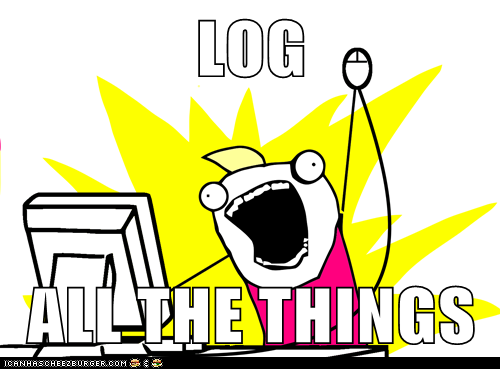 LOG
ALL THE THINGS
ICANHASCHEEZBURGER.COM